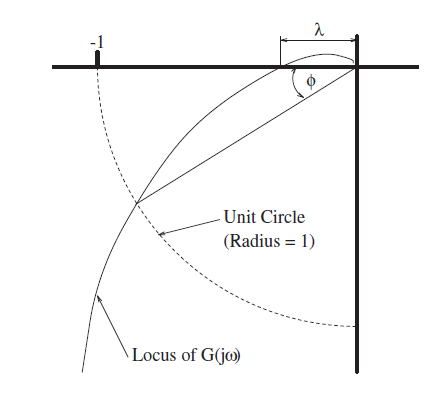 λ
-1
ϕ
Unit Circle
(Radius = 1)
Locus of G(jω)